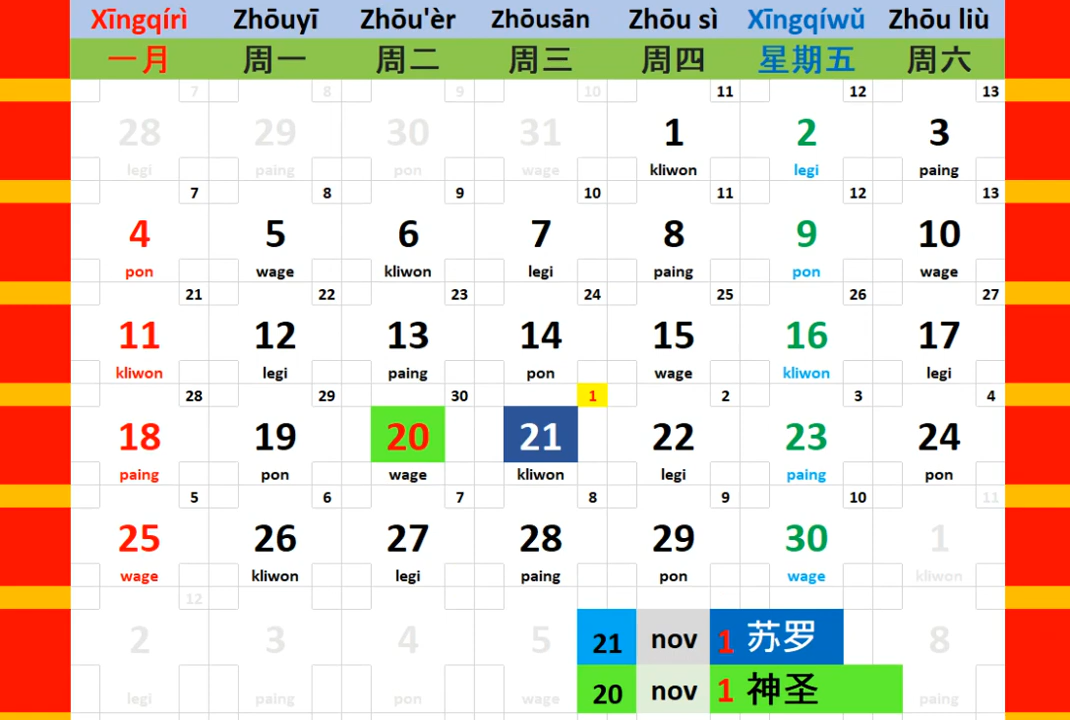 Xīngqírì Zhōuyī Zhōu'èr Zhōusān Zhōu sì Xīngqíwǔ Zhōu liù
一月 周一 周二 周三 周四 星期五 周六
7 8 9 10 11 12 13
28 29 30 31 1 2 3
legi paing pon wage kliwon legi paing
7 8 9 10 11 12 13
4 5 6 7 8 9 10
pon wage kliwon legi paing pon wage
21 22 23 24 25 26 27
11 12 13 14 15 16 17
kliwon legi paing pon wage kliwon legi
28 29 30 1 2 3 4
18 19 20 21 22 23 24
paing pon wage kliwon legi paing pon
5 6 7 8 9 10 11
25 26 27 28 29 30 1
wage kliwon legi paing pon wage kliwon
12
2 3 4 5 21 nov 1 苏罗 8
legi paing pon wage 20 nov 1 神圣 paing